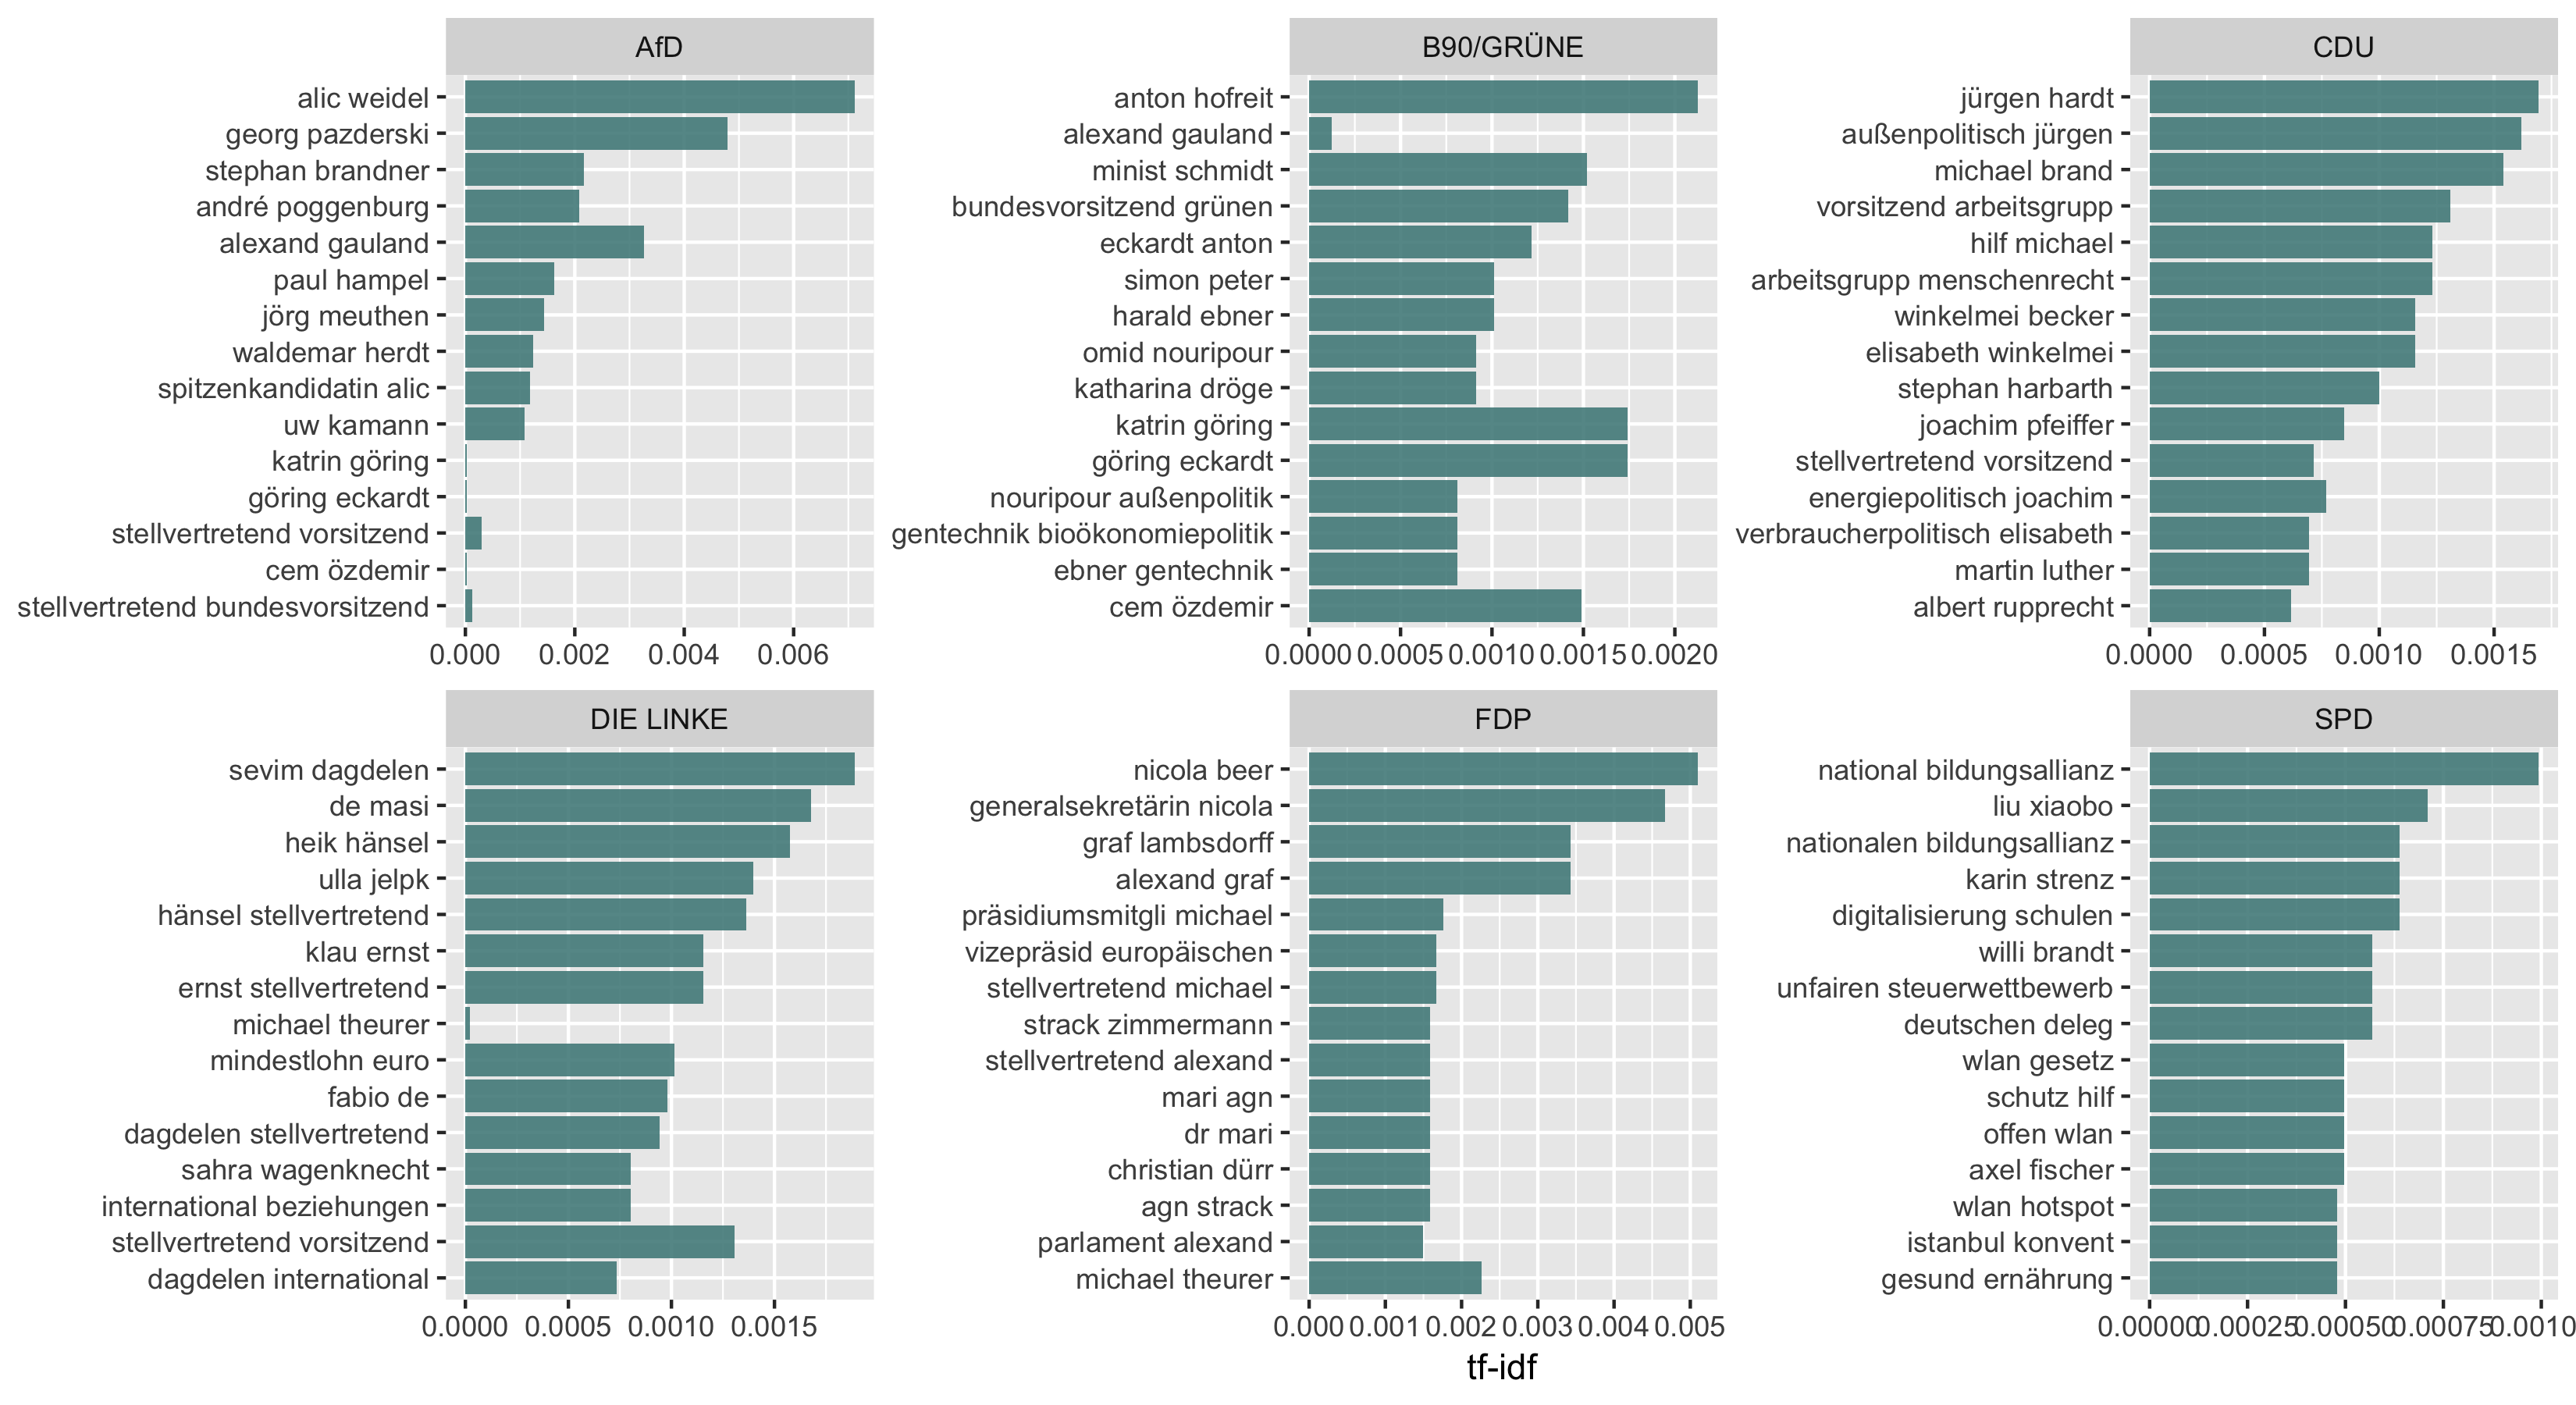 AfD
alic weidel
georg pazderski
stephan brandner
andré poggenburg
alexand gauland
paul hampel
jörg meuthen
waldemar herdt
spitzenkandidatin alic
uw kamann
katrin göring
göring eckardt
stellvertretend vorsitzend
cem özdemir
stellvertretend bundesvorsitzend
0.000 0.002 0.004 0.006
B90/GRÜNE
anton hofreit
alexand gauland
minist schmidt
bundesvorsitzend grünen
eckardt anton
simon peter
harald ebner
omid nouripour
katharina dröge
katrin göring
göring eckardt
nouripour außenpolitik
gentechnik bioökonomiepolitik
ebner gentechnik
cem özdemir
0.0000 0.0005 0.0010 0.0015 0.0020
CDU
jürgen hardt
außenpolitisch jürgen
michael brand
vorsitzend arbeitsgrupp
hilf michael
arbeitsgrupp menschenrecht
winkelmei becker
elisabeth winkelmei
stephan harbarth
joachim pfeiffer
stellvertretend vorsitzend
energiepolitisch joachim
verbraucherpolitisch elisabeth
martin luther
albert rupprecht
0.0000 0.0005 0.0010 0.0015
DIE LINKE
sevim dagdelen
de masi
heik hänsel
ulla jelpk
hänsel stellvertretend
klau ernst
ernst stellvertretend
michael theurer
mindestlohn euro
fabio de
dagdelen stellvertretend
sahra wagenknecht
international beziehungen
stellvertretend vorsitzend
dagdelen international
0.0000 0.0005 0.0010 0.0015
FDP
nicola beer
generalsekretärin nicola
graf lambsdorff
alexand graf
präsidiumsmitgli michael
vizepräsid europäischen
stellvertretend michael
strack zimmermann
stellvertretend alexand
mari agn
dr mari
christian dürr
agn strack
parlament alexand
michael theurer
0.000 0.001 0.002 0.003 0.004 0.005
SPD
national bildungsallianz
liu xiaobo
nationalen bildungsallianz
karin strenz
digitalisierung schulen
willi brandt
unfairen steuerwettbewerb
deutschen deleg
wlan gesetz
schutz hilf
offen wlan
axel fischer
wlan hotspot
istanbul konvent
gesund ernährung
0.00000 0.00025 0.00050 0.00075 0.0010
tf-idf